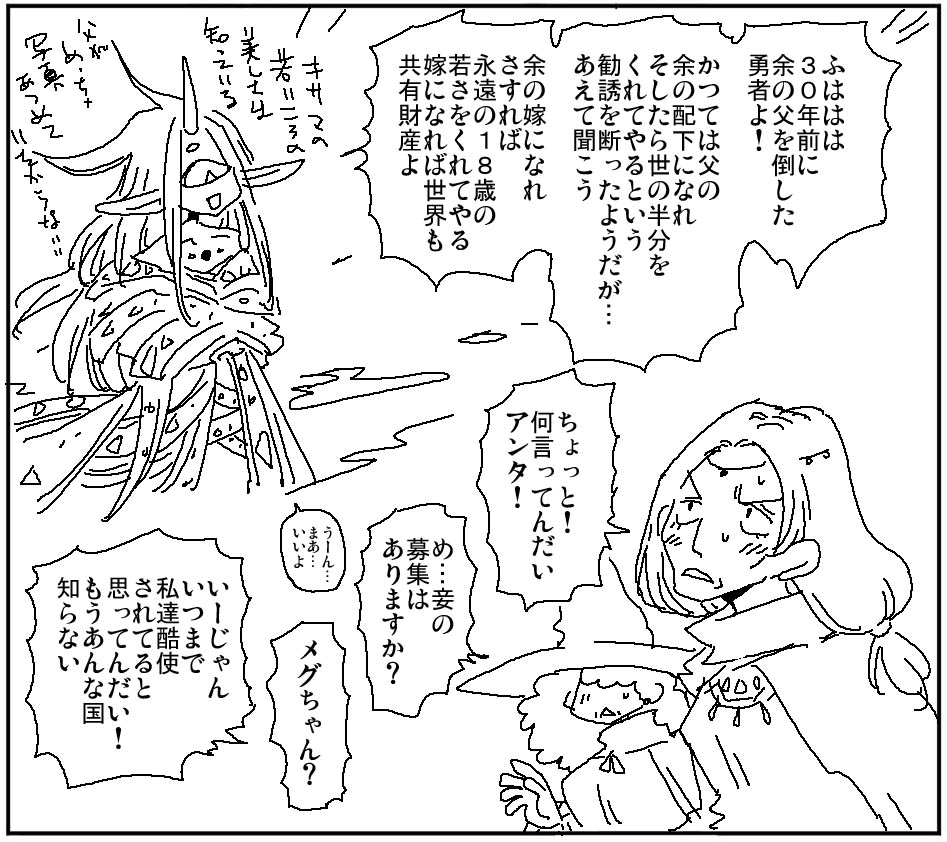 ふははは
３０年前に
余の父を倒した
勇者よ！
かつては父の
余の配下になれ
そしたら世の半分を
くれてやるという
勧誘を断ったようだが…
あえて聞こう
余の嫁になれ
さすれば
永遠の１８歳の
若さをくれてやる
嫁になれば世界も
共有財産よ
キサマの
若いころの
美しさは
知っている
父が
めっちゃ
写真
あつめて
ちょっと！
何言ってんだい
アンタ！
め…妾の
募集は
ありますか？
うーん…
まあ…
いいよ
メグちゃん？
いーじゃん
いつまで
私達酷使
されてると
思ってんだい！
もうあんな国
知らない